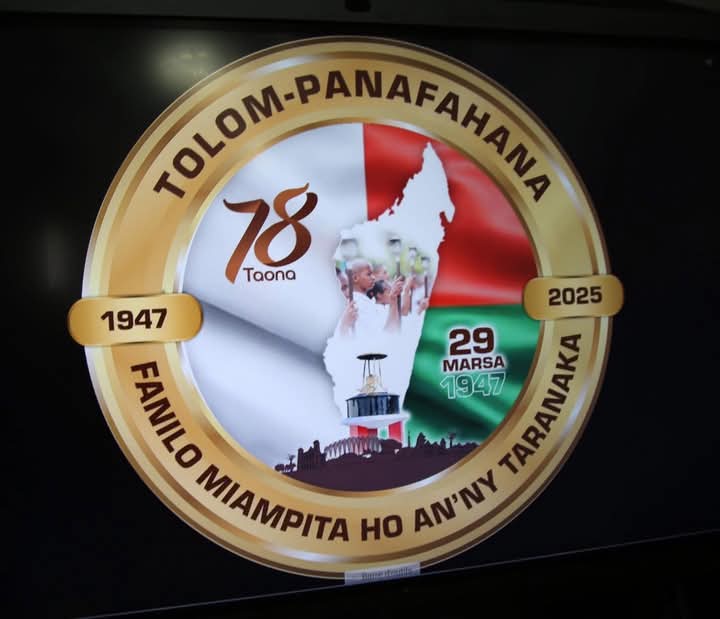 TOLOM-PANAFAHANA
78
Taona
1947
2025
29
MARSA
1947
FANILO MIAMPITA HO AN'NY TARANAKA